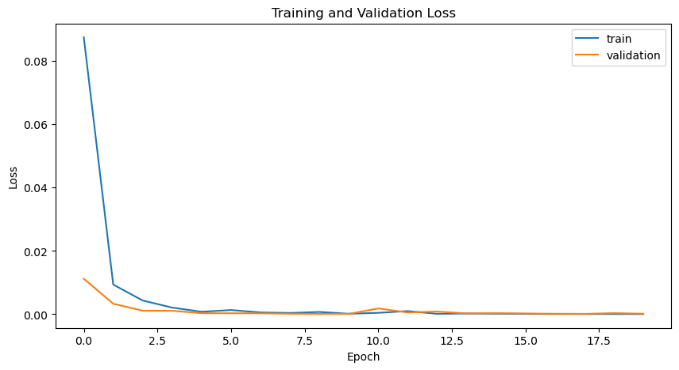 Training and Validation Loss
train
validation
Loss
0.08
0.06
0.04
0.02
0.00
0.0 2.5 5.0 7.5 10.0 12.5 15.0 17.5
Epoch